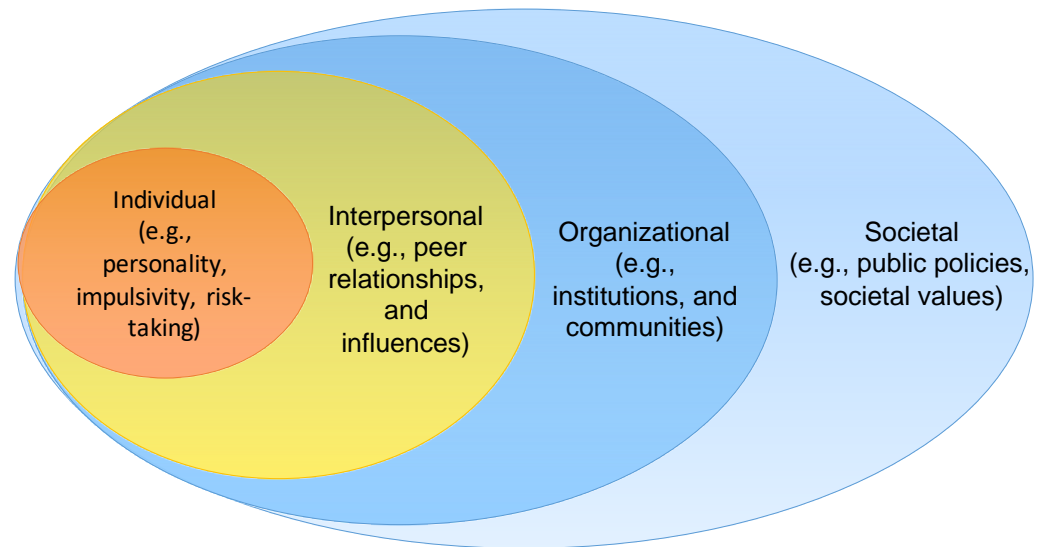 Individual
(e.g.,
personality,
impulsivity, risk-
taking)
Interpersonal
(e.g., peer
relationships,
and
influences)
Organizational
(e.g.,
institutions, and
communities)
Societal
(e.g., public policies,
societal values)